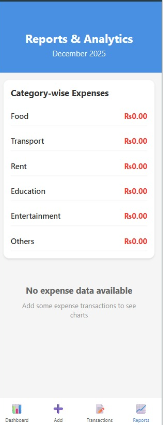 Reports & Analytics
December 2025
Category-wise Expenses
Food Rs0.00
Transport Rs0.00
Rent Rs0.00
Education Rs0.00
Entertainment Rs0.00
Others Rs0.00
No expense data available
Add some expense transactions to see
charts
Dashboard Add Transactions Reports